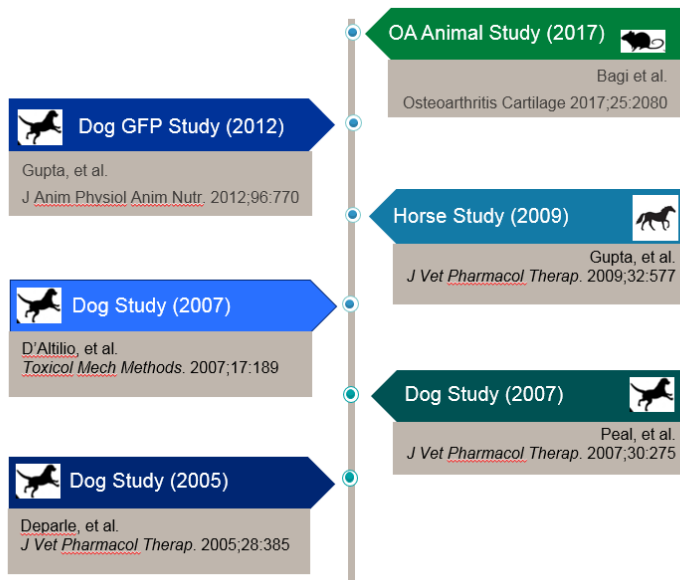 OA Animal Study (2017)
Bagi et al.
Osteoarthritis Cartilage 2017;25:2080
Dog GFP Study (2012)
Gupta, et al.
J Anim Physiol Anim Nutr. 2012;96:770
Horse Study (2009)
Gupta, et al.
J Vet Pharmacol Therap. 2009;32:577
Dog Study (2007)
D'Altilio, et al.
Toxicol Mech Methods. 2007;17:189
Dog Study (2007)
Peal, et al.
J Vet Pharmacol Therap. 2007;30:275
Dog Study (2005)
Deparle, et al.
J Vet Pharmacol Therap. 2005;28:385